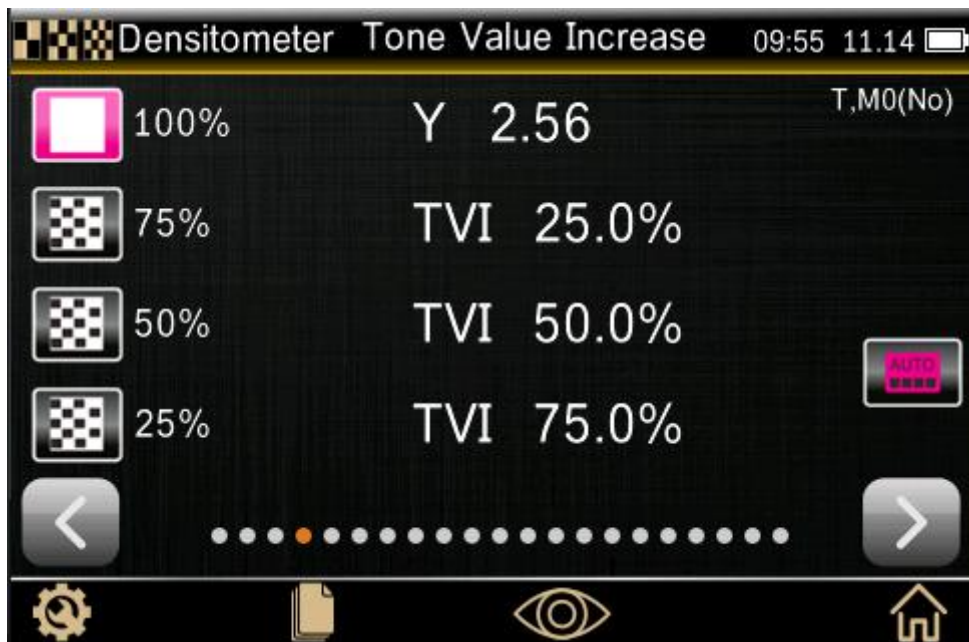 Densitometer Tone Value Increase 09:55 11.14
T,M0(No)
100% Y 2.56
75% TVI 25.0%
50% TVI 50.0%
AUTO
25% TVI 75.0%